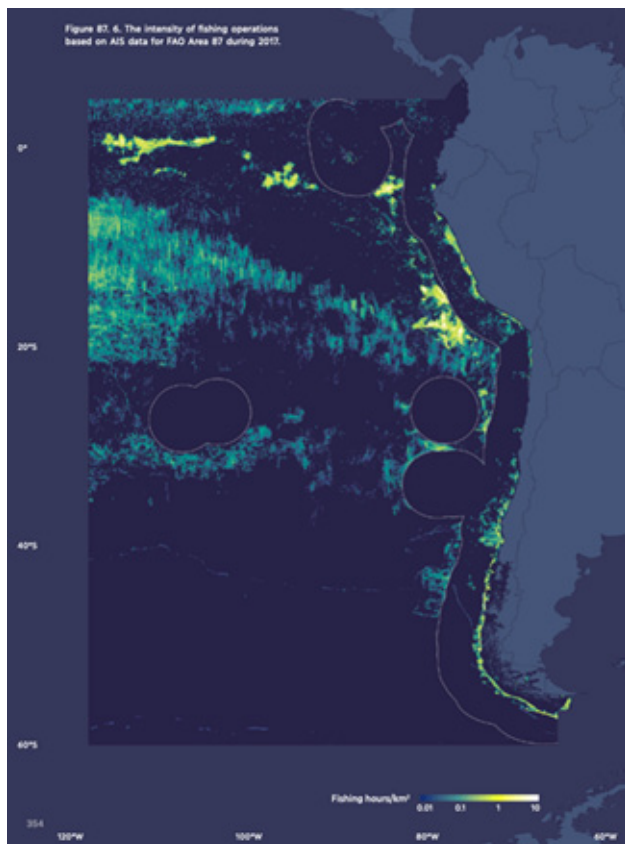 Figure 87. 6. The intensity of fishing operations
based on AIS data for FAO Area 87 during 2017.
0°
20°S
40°S
60°S
Fishing hours/km²
0.01 0.1 1 10
354
120°W 100°W 80°W 60°W